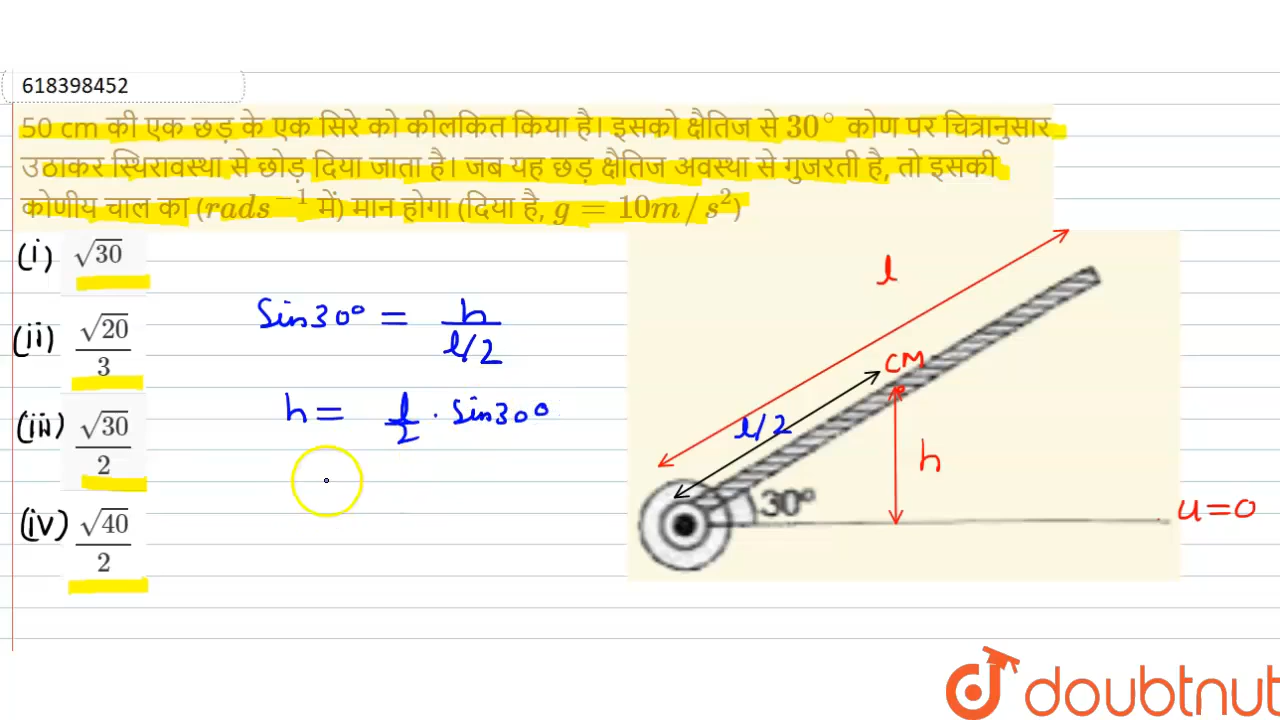 618398452
50 cm की एक छड़ के एक सिरे को कीलकित किया है। इसको क्षैतिज से 30° कोण पर चित्रानुसार
उठाकर स्थिरावस्था से छोड़ दिया जाता है। जब यह छड़ क्षैतिज अवस्था से गुजरती है, तो इसकी
कोणीय चाल का (rads⁻¹ में) मान होगा (दिया है, g = 10m/s²)
(i) √30
(ii) √20/3
(iii) √30/2
(iv) √40/2
Sin30° = h/l/2
h = l/2 . Sin30°
l
CM
l/2
h
30°
u=0
doubtnut